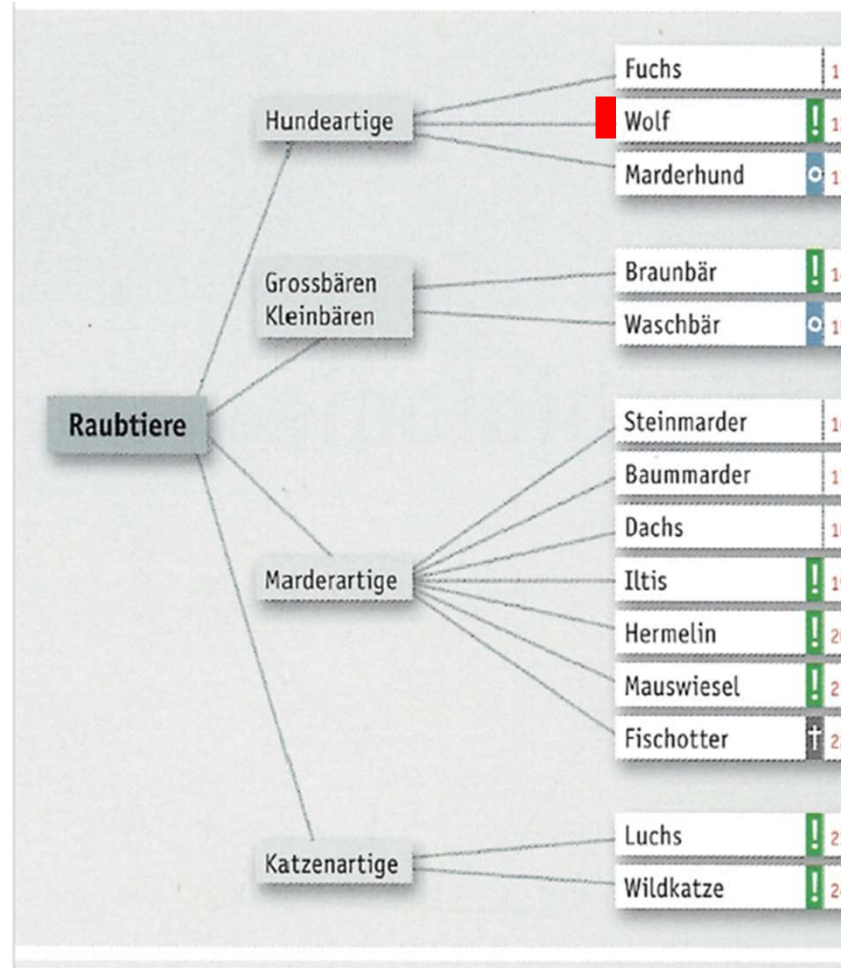 Fuchs
Hundeartige
Wolf !
Marderhund
Grossbären
Kleinbären
Braunbär !
Waschbär
Raubtiere
Steinmarder
Baummarder
Dachs
Marderartige
Iltis !
Hermelin !
Mauswiesel !
Fischotter †
Katzenartige
Luchs !
Wildkatze !